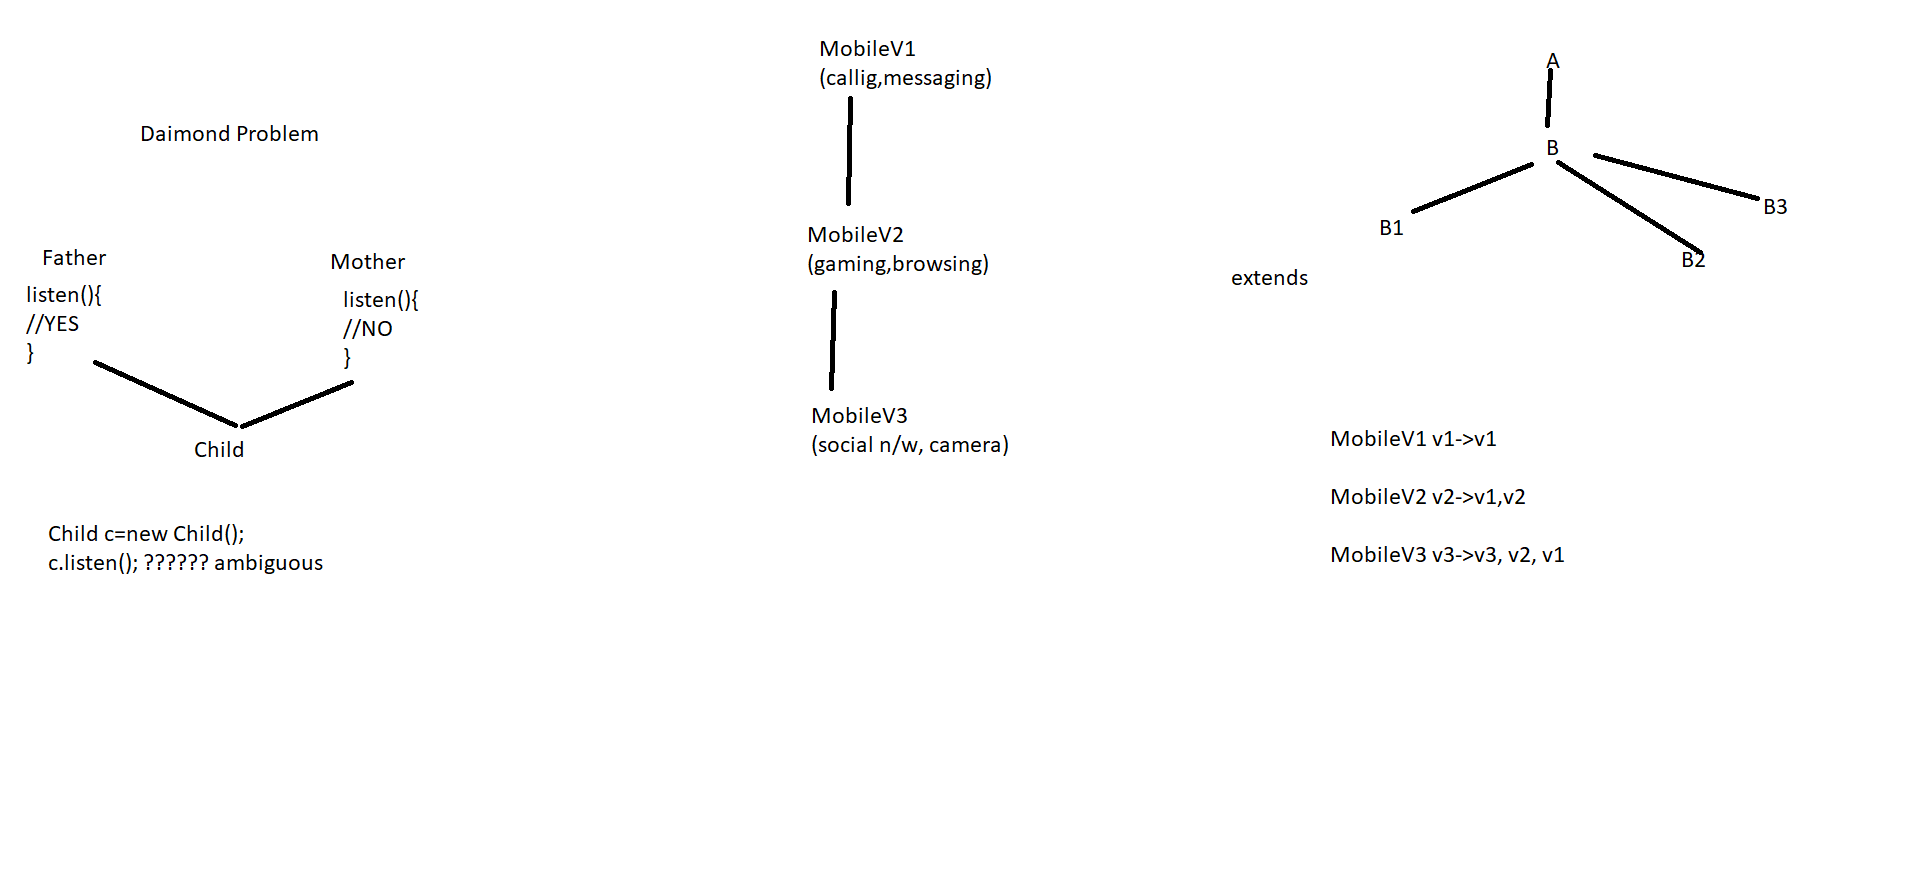 Daimond Problem
Father
listen(){
//YES
}
Mother
listen(){
//NO
}
Child
Child c=new Child();
c.listen(); ?????? ambiguous
MobileV1
(callig,messaging)
MobileV2
(gaming,browsing)
MobileV3
(social n/w, camera)
A
B
B1
B2
B3
extends
MobileV1 v1->v1
MobileV2 v2->v1,v2
MobileV3 v3->v3, v2, v1